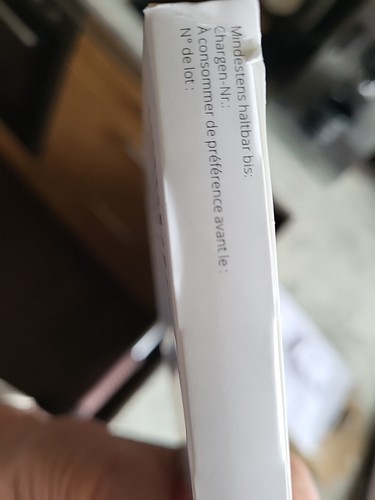 Mindestens haltbar bis:
Chargen-Nr.:
À consommer de préférence avant le :
N° de lot :